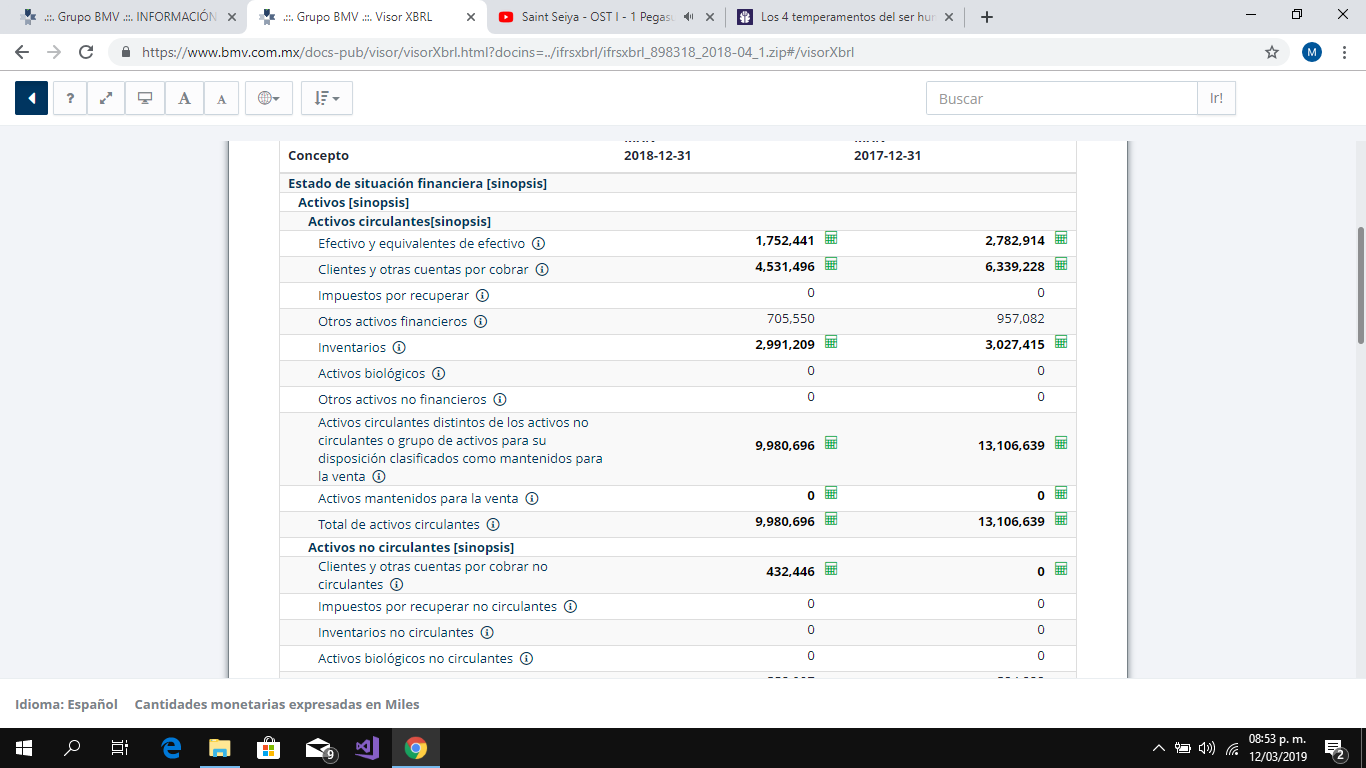 .::. Grupo BMV .::. INFORMACIÓN
.::. Grupo BMV .::. Visor XBRL
Saint Seiya - OST I - 1 Pegasu
Los 4 temperamentos del ser hur
https://www.bmv.com.mx/docs-pub/visor/visorXbrl.html?docins=../ifrsxbrl/ifrsxbrl_898318_2018-04_1.zip#/visorXbrl
M
? A A
Buscar Ir!
Concepto 2018-12-31 2017-12-31
Estado de situación financiera [sinopsis]
Activos [sinopsis]
Activos circulantes[sinopsis]
Efectivo y equivalentes de efectivo 1,752,441 2,782,914
Clientes y otras cuentas por cobrar 4,531,496 6,339,228
Impuestos por recuperar 0 0
Otros activos financieros 705,550 957,082
Inventarios 2,991,209 3,027,415
Activos biológicos 0 0
Otros activos no financieros 0 0
Activos circulantes distintos de los activos no
circulantes o grupo de activos para su
disposición clasificados como mantenidos para
la venta 9,980,696 13,106,639
Activos mantenidos para la venta 0 0
Total de activos circulantes 9,980,696 13,106,639
Activos no circulantes [sinopsis]
Clientes y otras cuentas por cobrar no
circulantes 432,446 0
Impuestos por recuperar no circulantes 0 0
Inventarios no circulantes 0 0
Activos biológicos no circulantes 0 0
Idioma: Español Cantidades monetarias expresadas en Miles
9
08:53 p. m.
12/03/2019
2